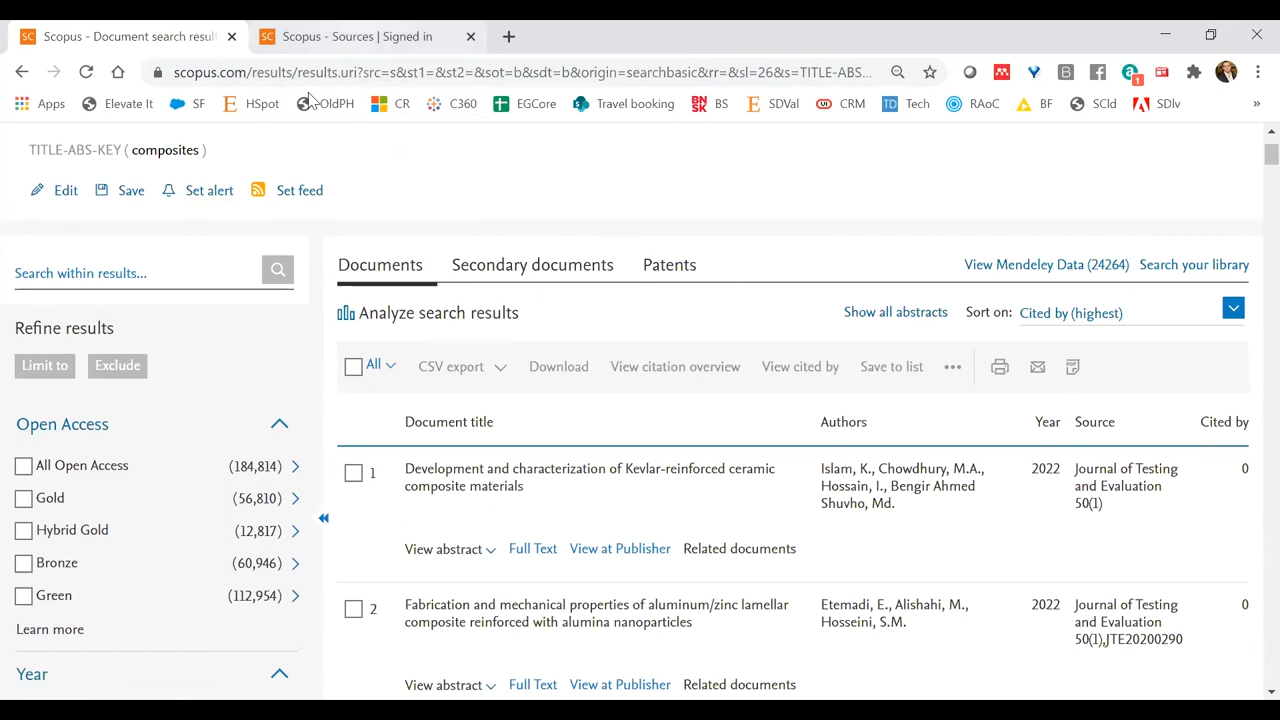 Scopus - Document search result
Scopus - Sources | Signed in
scopus.com/results/results.uri?src=s&st1=&st2=&sot=b&sdt=b&origin=searchbasic&rr=&sl=26&s=TITLE-ABS...
Apps Elevate It SF HSpot OldPH CR C360 EGCore Travel booking BS SDVal CRM Tech RAoC BF SCld SDlv »
TITLE-ABS-KEY ( composites )
Edit Save Set alert Set feed
Search within results...
Documents Secondary documents Patents View Mendeley Data (24264) Search your library
Analyze search results Show all abstracts Sort on: Cited by (highest)
Refine results
Limit to Exclude
All CSV export Download View citation overview View cited by Save to list •••
Open Access
All Open Access (184,814)
Gold (56,810)
Hybrid Gold (12,817)
Bronze (60,946)
Green (112,954)
Learn more
Year
Document title Authors Year Source Cited by
1 Development and characterization of Kevlar-reinforced ceramic
composite materials
Islam, K., Chowdhury, M.A.,
Hossain, I., Bengir Ahmed
Shuvho, Md.
2022
Journal of Testing
and Evaluation
50(1)
0
View abstract Full Text View at Publisher Related documents
2 Fabrication and mechanical properties of aluminum/zinc lamellar
composite reinforced with alumina nanoparticles
Etemadi, E., Alishahi, M.,
Hosseini, S.M.
2022
Journal of Testing
and Evaluation
50(1),JTE20200290
0
View abstract Full Text View at Publisher Related documents